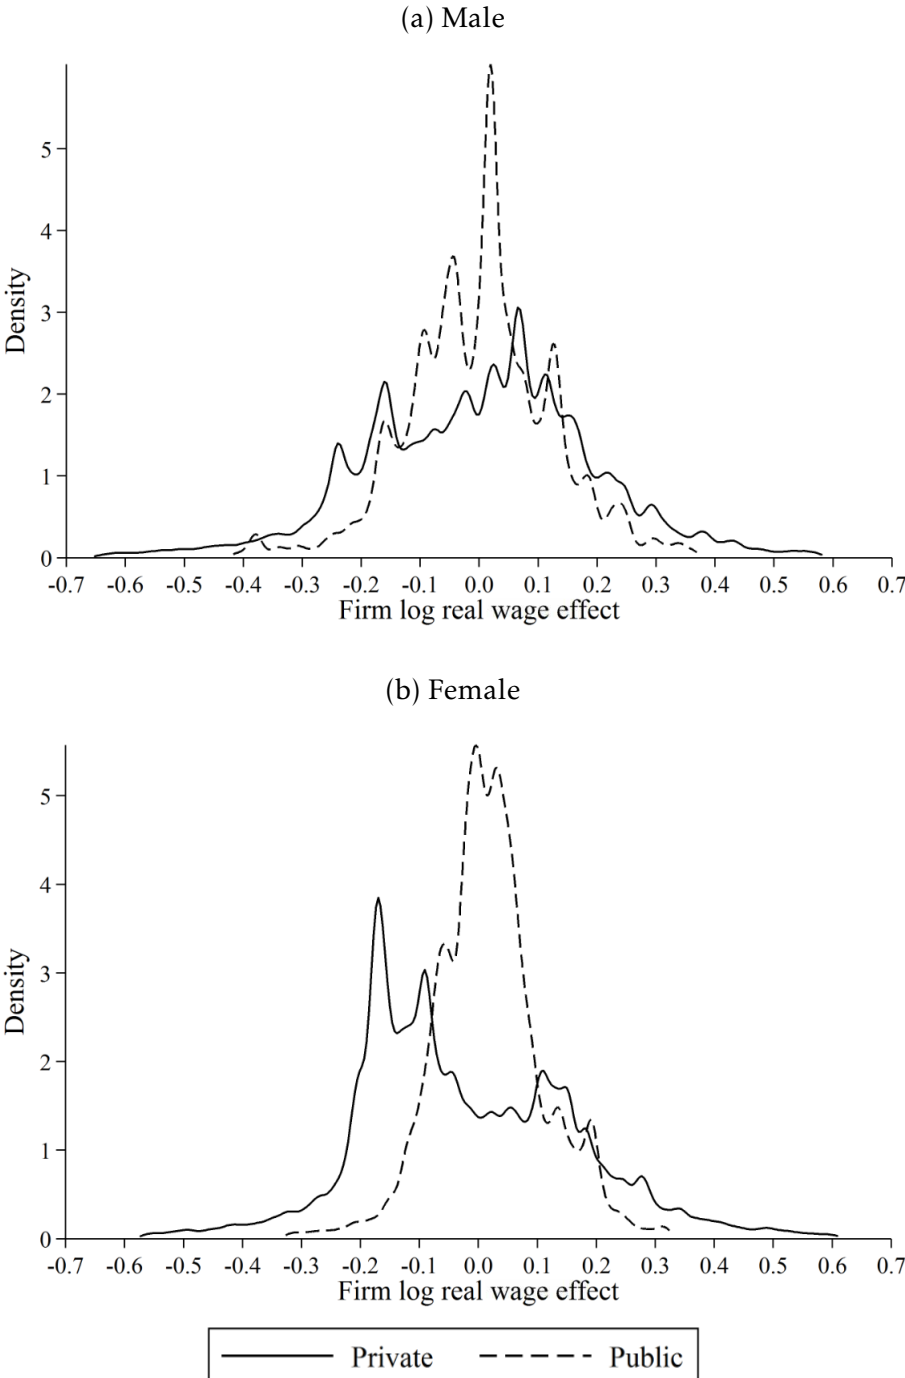 (a) Male
Density
5
4
3
2
1
0
-0.7 -0.6 -0.5 -0.4 -0.3 -0.2 -0.1 0.0 0.1 0.2 0.3 0.4 0.5 0.6 0.7
Firm log real wage effect
(b) Female
Density
5
4
3
2
1
0
-0.7 -0.6 -0.5 -0.4 -0.3 -0.2 -0.1 0.0 0.1 0.2 0.3 0.4 0.5 0.6 0.7
Firm log real wage effect
Private Public